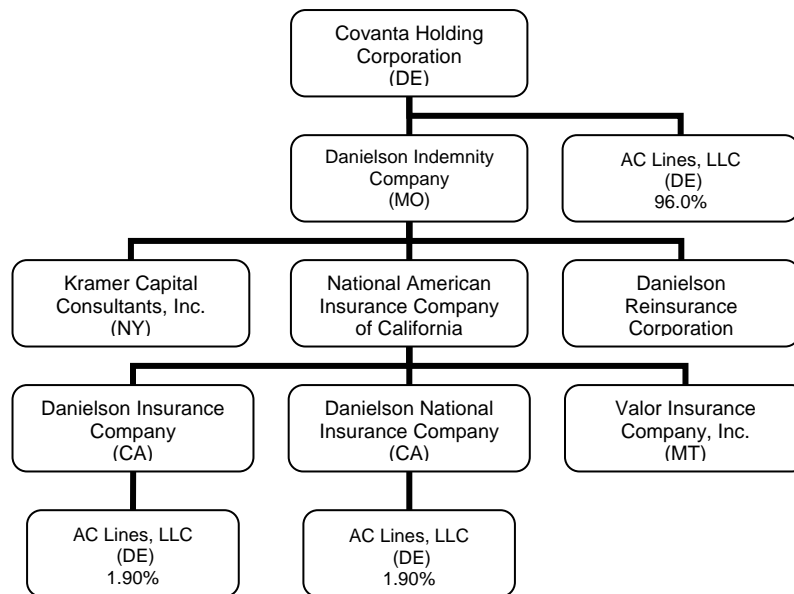 Covanta Holding
Corporation
(DE)
Danielson Indemnity
Company
(MO)
AC Lines, LLC
(DE)
96.0%
Kramer Capital
Consultants, Inc.
(NY)
National American
Insurance Company
of California
Danielson
Reinsurance
Corporation
Danielson Insurance
Company
(CA)
Danielson National
Insurance Company
(CA)
Valor Insurance
Company, Inc.
(MT)
AC Lines, LLC
(DE)
1.90%
AC Lines, LLC
(DE)
1.90%